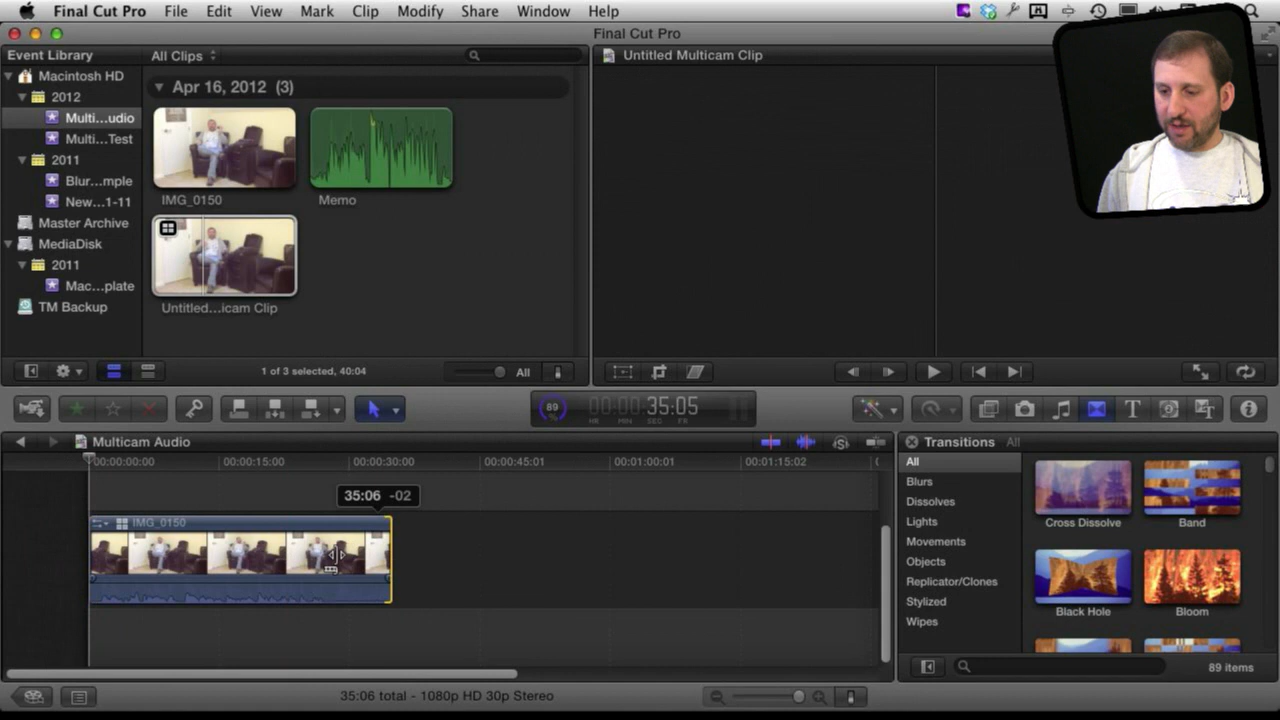 Final Cut Pro File Edit View Mark Clip Modify Share Window Help
Final Cut Pro
Event Library
All Clips
Untitled Multicam Clip
Macintosh HD
2012
Multi...udio
Multi...Test
2011
Blur...mple
New...1-11
Master Archive
MediaDisk
2011
Mac...plate
TM Backup
Apr 16, 2012 (3)
IMG_0150
Memo
Untitled...icam Clip
1 of 3 selected, 40:04
All
89
%
00:00:35:05
HR MIN SEC FR
Multicam Audio
00:00:00:00 00:00:15:00 00:00:30:00 00:00:45:01 00:01:00:01 00:01:15:02
35:06 -02
IMG_0150
Transitions All
All
Blurs
Dissolves
Lights
Movements
Objects
Replicator/Clones
Stylized
Wipes
Cross Dissolve
Band
Black Hole
Bloom
89 items
35:06 total - 1080p HD 30p Stereo